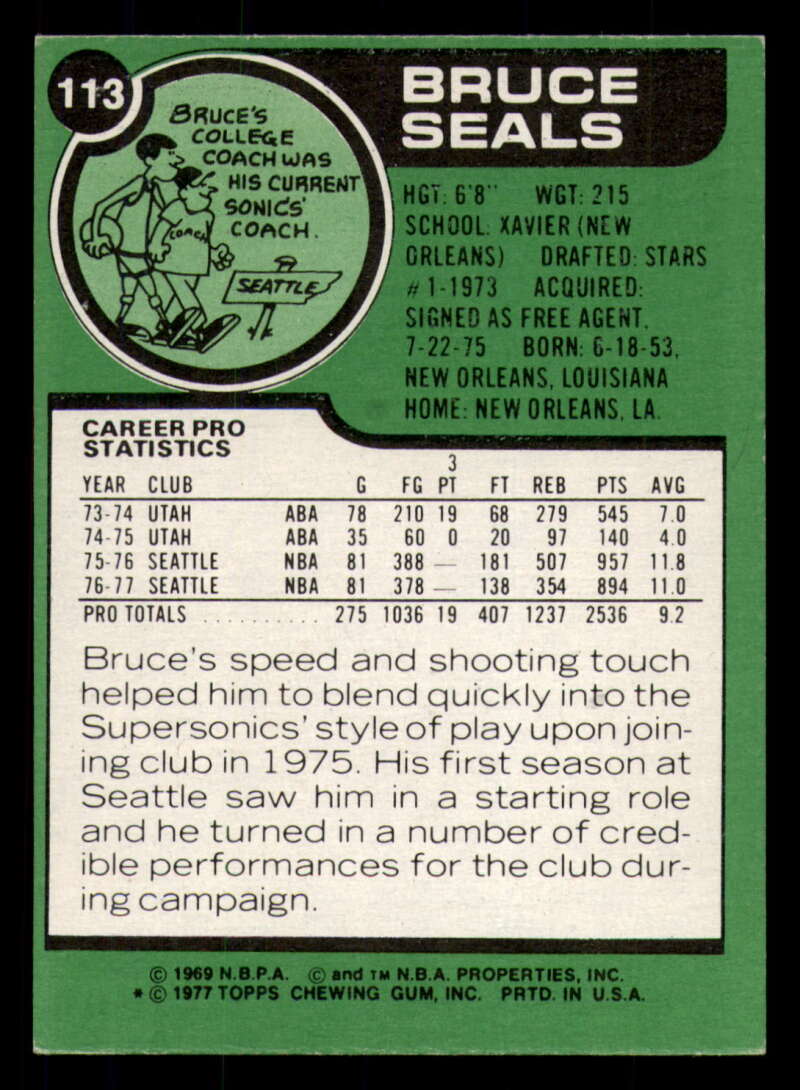 113
BRUCE
SEALS
BRUCE'S
COLLEGE
COACH WAS
HIS CURRENT
SONICS'
COACH.
COACH
SEATTLE
HGT: 6'8" WGT: 215
SCHOOL: XAVIER (NEW
ORLEANS) DRAFTED: STARS
#1-1973 ACQUIRED:
SIGNED AS FREE AGENT,
7-22-75 BORN: 6-18-53,
NEW ORLEANS, LOUISIANA
HOME: NEW ORLEANS, LA.
CAREER PRO
STATISTICS
YEAR CLUB G FG 3 PT FT REB PTS AVG
73-74 UTAH ABA 78 210 19 68 279 545 7.0
74-75 UTAH ABA 35 60 0 20 97 140 4.0
75-76 SEATTLE NBA 81 388 — 181 507 957 11.8
76-77 SEATTLE NBA 81 378 — 138 354 894 11.0
PRO TOTALS .......... 275 1036 19 407 1237 2536 9.2
Bruce's speed and shooting touch
helped him to blend quickly into the
Supersonics' style of play upon join-
ing club in 1975. His first season at
Seattle saw him in a starting role
and he turned in a number of cred-
ible performances for the club dur-
ing campaign.
© 1969 N.B.P.A. © and TM N.B.A. PROPERTIES, INC.
* © 1977 TOPPS CHEWING GUM, INC. PRTD. IN U.S.A.